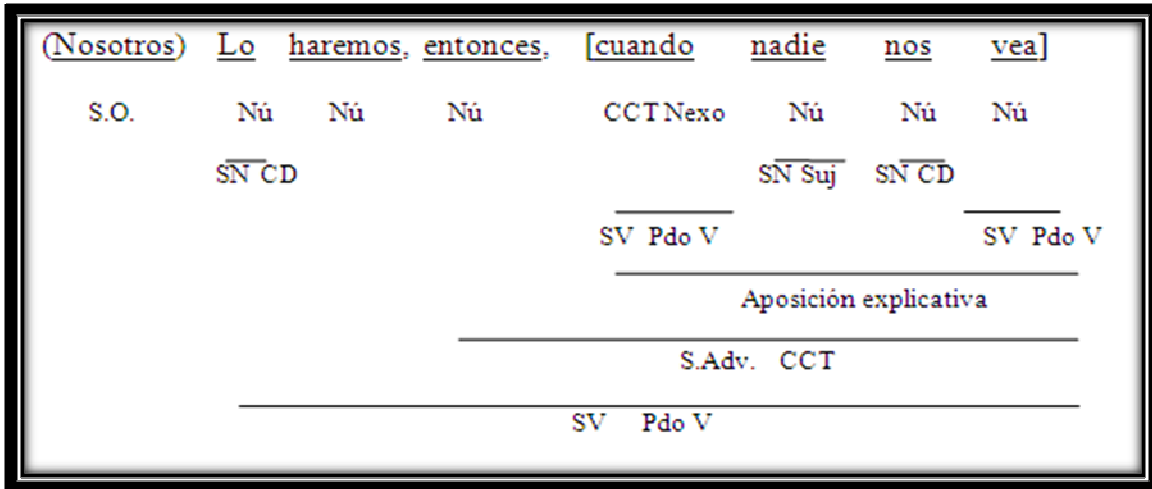 (Nosotros) Lo haremos, entonces, [cuando nadie nos vea]
S.O. Nú Nú Nú CCT Nexo Nú Nú Nú
SN CD SN Suj SN CD
SV Pdo V SV Pdo V
Aposición explicativa
S.Adv. CCT
SV Pdo V